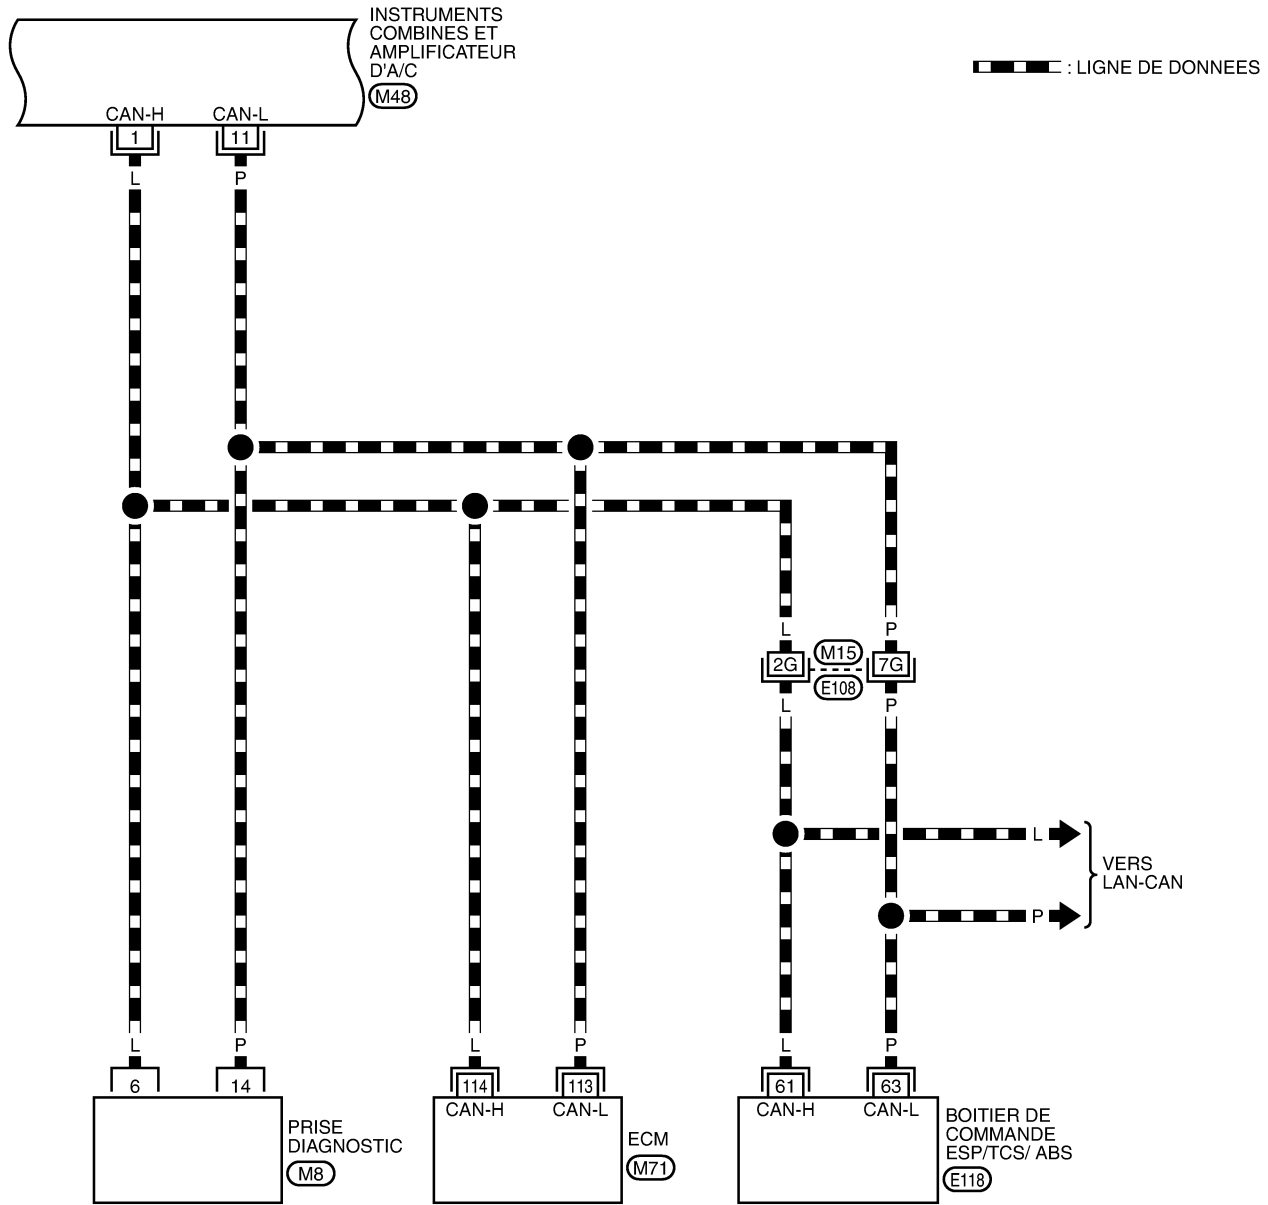 INSTRUMENTS
COMBINES ET
AMPLIFICATEUR
D'A/C
M48
: LIGNE DE DONNEES
CAN-H CAN-L
1 11
L P
L P
2G M15 7G
E108
L P
L
VERS
LAN-CAN
P
L P L P L P
6 14 114 113 61 63
CAN-H CAN-L CAN-H CAN-L
PRISE
DIAGNOSTIC
M8
ECM
M71
BOITIER DE
COMMANDE
ESP/TCS/ ABS
E118